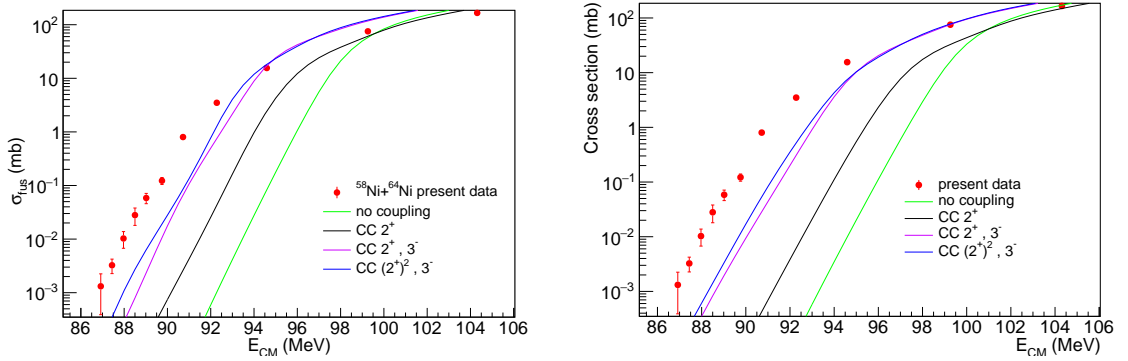 σ_fus (mb)
10²
10
1
10⁻¹
10⁻²
10⁻³
⁵⁸Ni+⁶⁴Ni present data
no coupling
CC 2⁺
CC 2⁺ , 3⁻
CC (2⁺)² , 3⁻
86 88 90 92 94 96 98 100 102 104 106
E_CM (MeV)
Cross section (mb)
10²
10
1
10⁻¹
10⁻²
10⁻³
present data
no coupling
CC 2⁺
CC 2⁺ , 3⁻
CC (2⁺)² , 3⁻
86 88 90 92 94 96 98 100 102 104 106
E_CM (MeV)